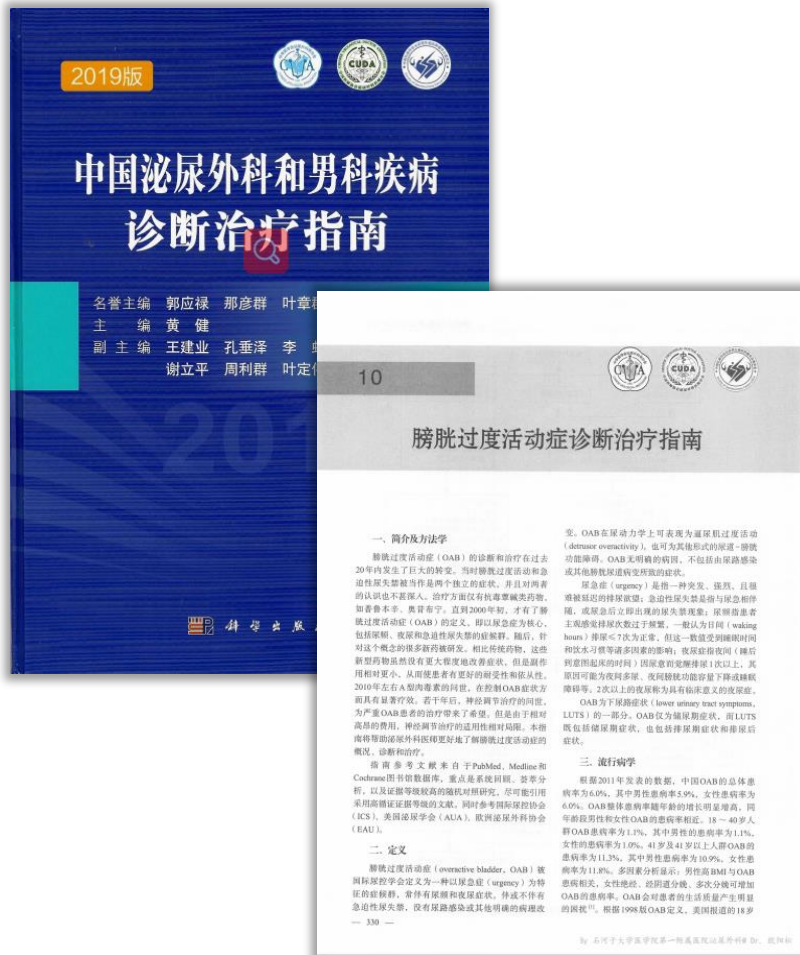 2019版
CUDA
中国泌尿外科和男科疾病
诊断治疗指南
名誉主编 郭应禄 那彦群 叶章群
主 编 黄 健
副主编 王建业 孔垂泽 李
谢立平 周利群 叶定伟
201
科学出版
10
CUDA
膀胱过度活动症诊断治疗指南
一、简介及方法学
膀胱过度活动症(OAB)的诊断和治疗在过去
20年内发生了巨大的转变。当时膀胱过度活动和急
迫性尿失禁被当作是两个独立的症状,并且对两者
的认识也不甚深入。治疗方面仅有抗毒蕈碱类药物,
如普鲁本辛、奥昔布宁。直到2000年初,才有了膀
胱过度活动症(OAB)的定义,即以尿急症为核心,
包括尿频、夜尿和急迫性尿失禁的症候群。随后,针
对这个概念的很多新药被研发。相比传统药物,这些
新型药物虽然没有更大程度地改善症状,但是副作
用相对更小,从而使患者有更好的耐受性和依从性。
2010年左右A型肉毒素的问世,在控制OAB症状方
面具有显著疗效。若干年后,神经调节治疗的问世,
为严重OAB患者的治疗带来了希望。但是由于相对
高昂的费用,神经调节治疗的适用性相对局限。本指
南将帮助泌尿外科医师更好地了解膀胱过度活动症的
概况、诊断和治疗。
指南参考文献来自于PubMed、Medline和
Cochrane图书馆数据库,重点是系统回顾、荟萃分
析,以及证据等级较高的随机对照研究,尽可能引用
采用高循证证据等级的文献。同时参考国际尿控协会
(ICS)、美国泌尿学会(AUA)、欧洲泌尿外科协会
(EAU)。
二、定义
膀胱过度活动症(overactive bladder,OAB)被
国际尿控学会定义为一种以尿急症(urgency)为特
征的症候群,常伴有尿频和夜尿症状,伴或不伴有
急迫性尿失禁,没有尿路感染或其他明确的病理改
— 330 —
变。OAB在尿动力学上可表现为逼尿肌过度活动
(detrusor overactivity),也可为其他形式的尿道-膀胱
功能障碍。OAB无明确的病因,不包括由尿路感染
或其他膀胱尿道病变所致的症状。
尿急症(urgency)是指一种突发、强烈,且很
难被延迟的排尿欲望;急迫性尿失禁是指与尿急相伴
随,或尿急后立即出现的尿失禁现象;尿频指患者
主观感觉排尿次数过于频繁,一般认为日间(waking
hours)排尿≤7次为正常,但这一数值受到睡眠时间
和饮水习惯等诸多因素的影响;夜尿症指夜间(睡后
到意图起床的时间)因尿意而觉醒排尿1次以上,其
原因可能为夜间多尿、夜间膀胱功能容量下降或睡眠
障碍等。2次以上的夜尿称为具有临床意义的夜尿症。
OAB为下尿路症状(lower urinary tract symptoms,
LUTS)的一部分。OAB仅为储尿期症状,而LUTS
既包括储尿期症状,也包括排尿期症状和排尿后
症状。
三、流行病学
根据2011年发表的数据,中国OAB的总体患
病率为6.0%,其中男性患病率5.9%,女性患病率为
6.0%。OAB整体患病率随年龄的增长明显增高,同
年龄段男性和女性OAB的患病率相近。18～40岁人
群OAB患病率为1.1%,其中男性的患病率为1.1%,
女性的患病率为1.0%,41岁及41岁以上人群OAB的
患病率为11.3%,其中男性患病率为10.9%,女性患
病率为11.8%。多因素分析显示:男性高BMI与OAB
患病相关,女性绝经、经阴道分娩、多次分娩可增加
OAB的患病率。OAB会对患者的生活质量产生明显
的困扰[1]。根据1998版OAB定义,美国报道的18岁
by 石河子大学医学院第一附属医院泌尿外科@ Dr.